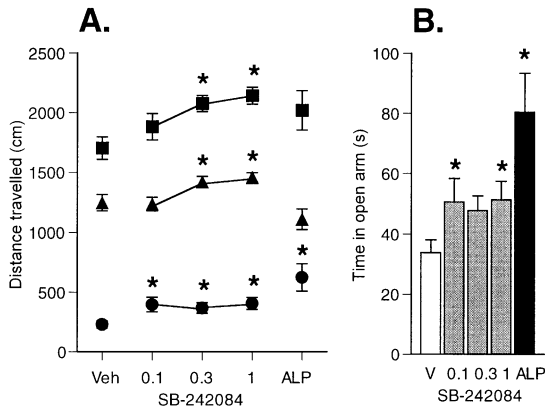 A.
Distance travelled (cm)
2500
2000
1500
1000
500
0
* *
* *
* * * *
Veh 0.1 0.3 1 ALP
SB-242084
B.
Time in open arm (s)
100
80
60
40
20
0
* * *
V 0.1 0.3 1 ALP
SB-242084